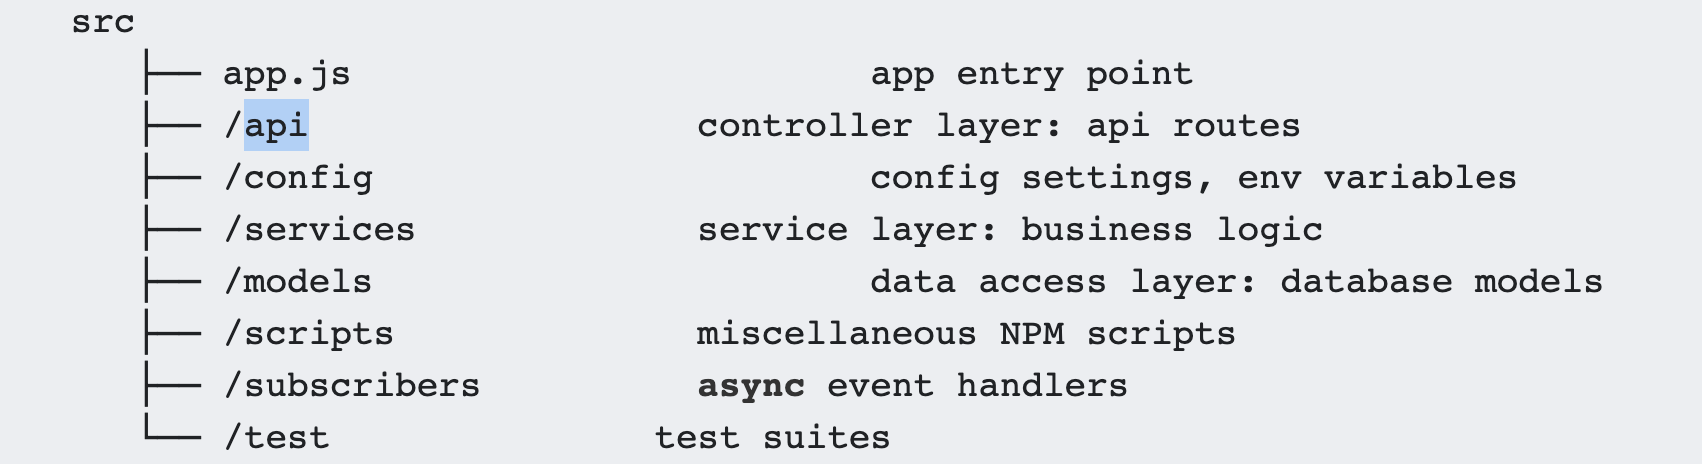 src
├── app.js app entry point
├── /api controller layer: api routes
├── /config config settings, env variables
├── /services service layer: business logic
├── /models data access layer: database models
├── /scripts miscellaneous NPM scripts
├── /subscribers async event handlers
└── /test test suites